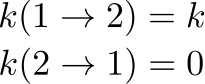 k(1 → 2) = k
k(2 → 1) = 0